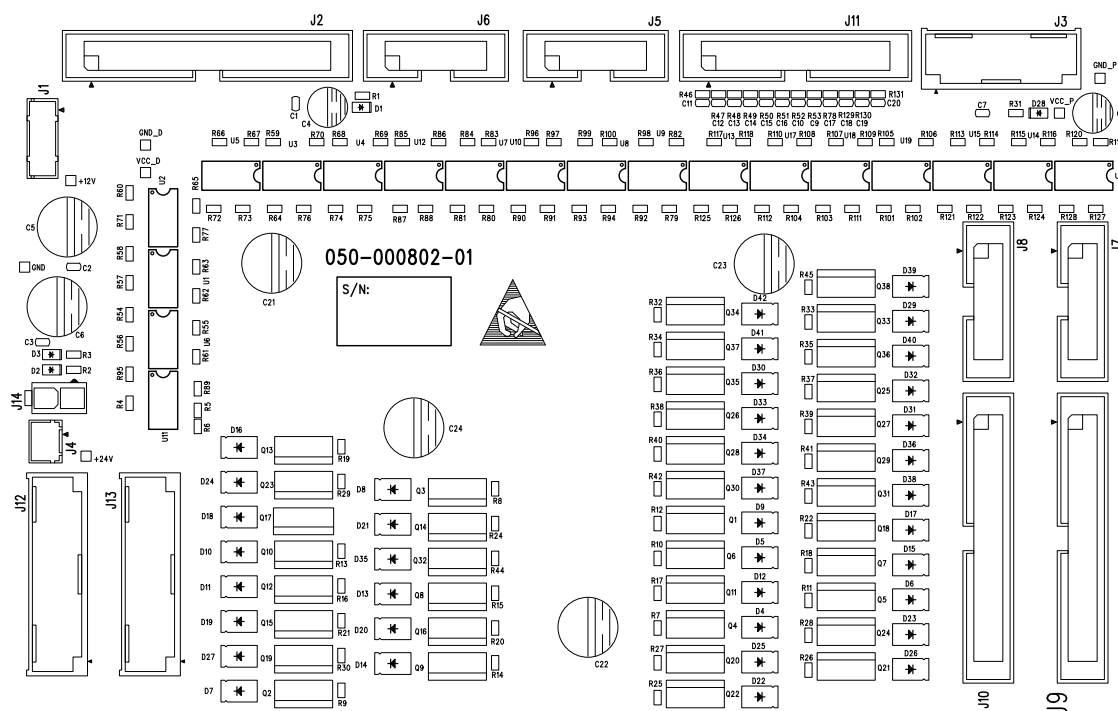 J2 J6 J5 J11 J3
J1
GND_P
C1 C4 R1 D1
R46 R131
C11 C20
R47 R48 R49 R50 R51 R52 R53 R78 R129 R130
C12 C13 C14 C15 C16 C10 C9 C17 C18 C19
C7 R31 D28 VCC_P
GND_D
R66 U5 R67 R59 U3 R70 R68 U4 R69 R85 U12 R86 R84 R83 U7 U10 R96 R97 R99 R100 U8 R98 U9 R82 R117 U13 R118 R110 U17 R108 R107 U18 R109 R105 U19 R106 R113 U15 R114 R115 U14 R116 R120
VCC_D
+12V
U2
R65
R60
R72 R73 R64 R76 R74 R75 R87 R88 R81 R80 R90 R91 R93 R94 R92 R79 R125 R126 R112 R104 R103 R111 R101 R102 R121 R122 R123 R124 R128 R127
C5
R71
R77
J8 J7
050-000802-01
S/N:
R58
GND C2
R63
C21
C23
R57
U1
R62
R45 Q38 D39
C6
R54
R55
R32 Q34 D42
R33 Q33 D29
C3
R56
U6
R61
R34 Q37 D41
R35 Q36 D40
D3 R3
D2 R2
R95
R89
R36 Q35 D30
R37 Q25 D32
J14
R4
R5
R6
U11
R38 Q26 D33
R39 Q27 D31
C24
J4
+24V
D16 Q13 R19
R40 Q28 D34
R41 Q29 D36
J12 J13
D24 Q23 R29
D8 Q3 R8
R42 Q30 D37
R43 Q31 D38
D18 Q17
D21 Q14 R24
R12 Q1 D9
R22 Q18 D17
D10 Q10 R13
D35 Q32 R44
R10 Q6 D5
R18 Q7 D15
D11 Q12 R16
D13 Q8 R15
R17 Q11 D12
R11 Q5 D6
D19 Q15 R21
D20 Q16 R20
C22
R7 Q4 D4
R28 Q24 D23
D27 Q19 R30
D14 Q9 R14
R27 Q20 D25
R26 Q21 D26
D7 Q2 R9
R25 Q22 D22
J10 J9